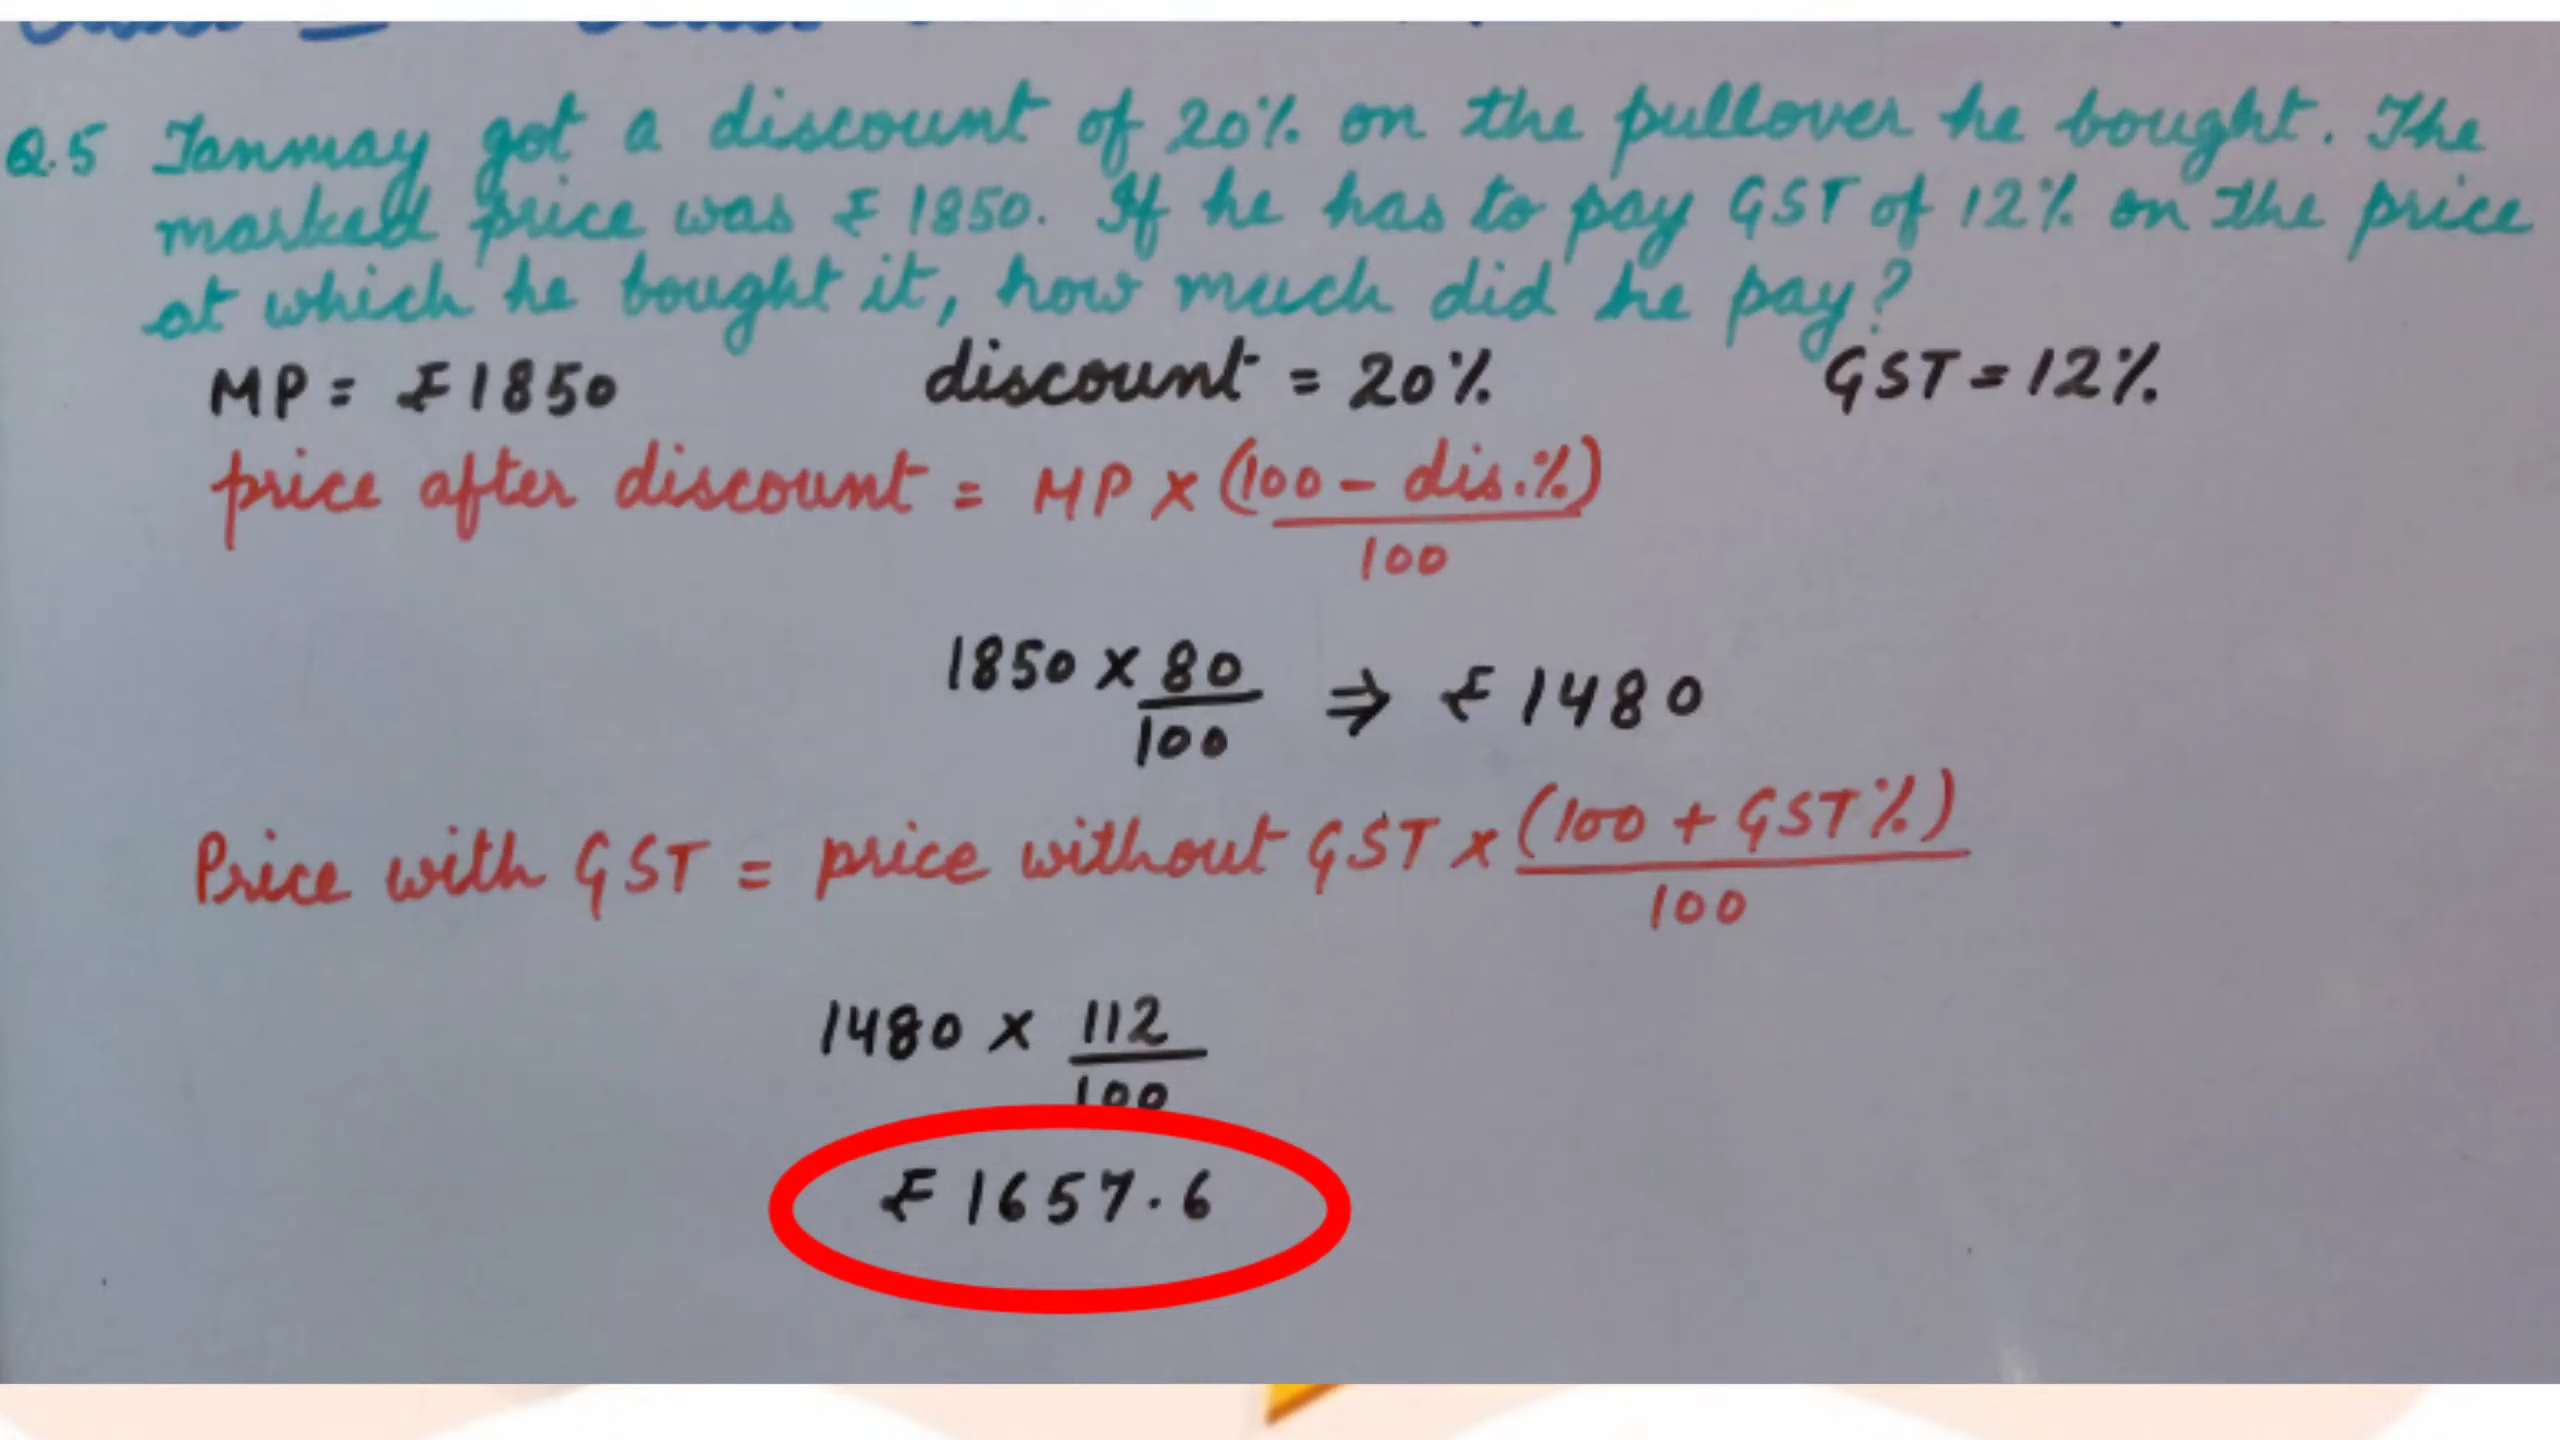 Q.5 Tanmay got a discount of 20% on the pullover he bought. The
marked price was ₹ 1850. If he has to pay GST of 12% on the price
at which he bought it, how much did he pay?
MP = ₹ 1850 discount = 20% GST = 12%
price after discount = MP × (100 - dis.%)
100
1850 × 80 ⇒ ₹ 1480
100
Price with GST = price without GST × (100 + GST%)
100
1480 × 112
100
₹ 1657.6